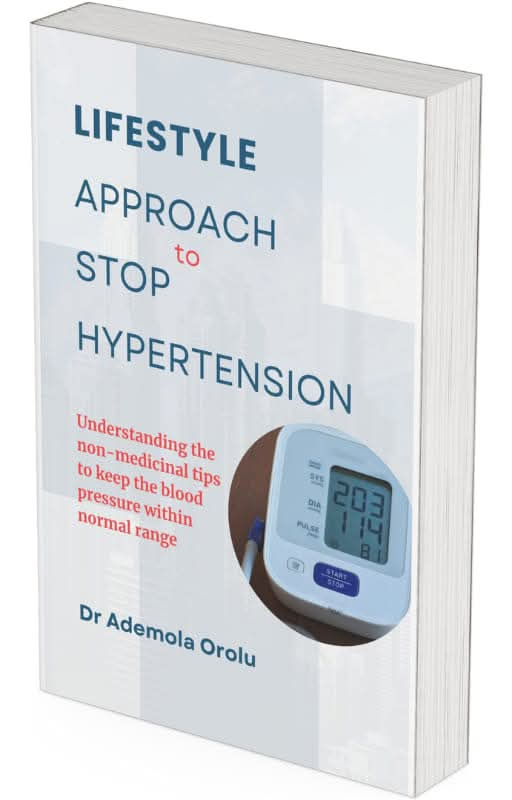 LIFESTYLE
APPROACH
to
STOP
HYPERTENSION
Understanding the
non-medicinal tips
to keep the blood
pressure within
normal range
SYS
203
DIA
114
PULSE
81
START
STOP
Dr Ademola Orolu